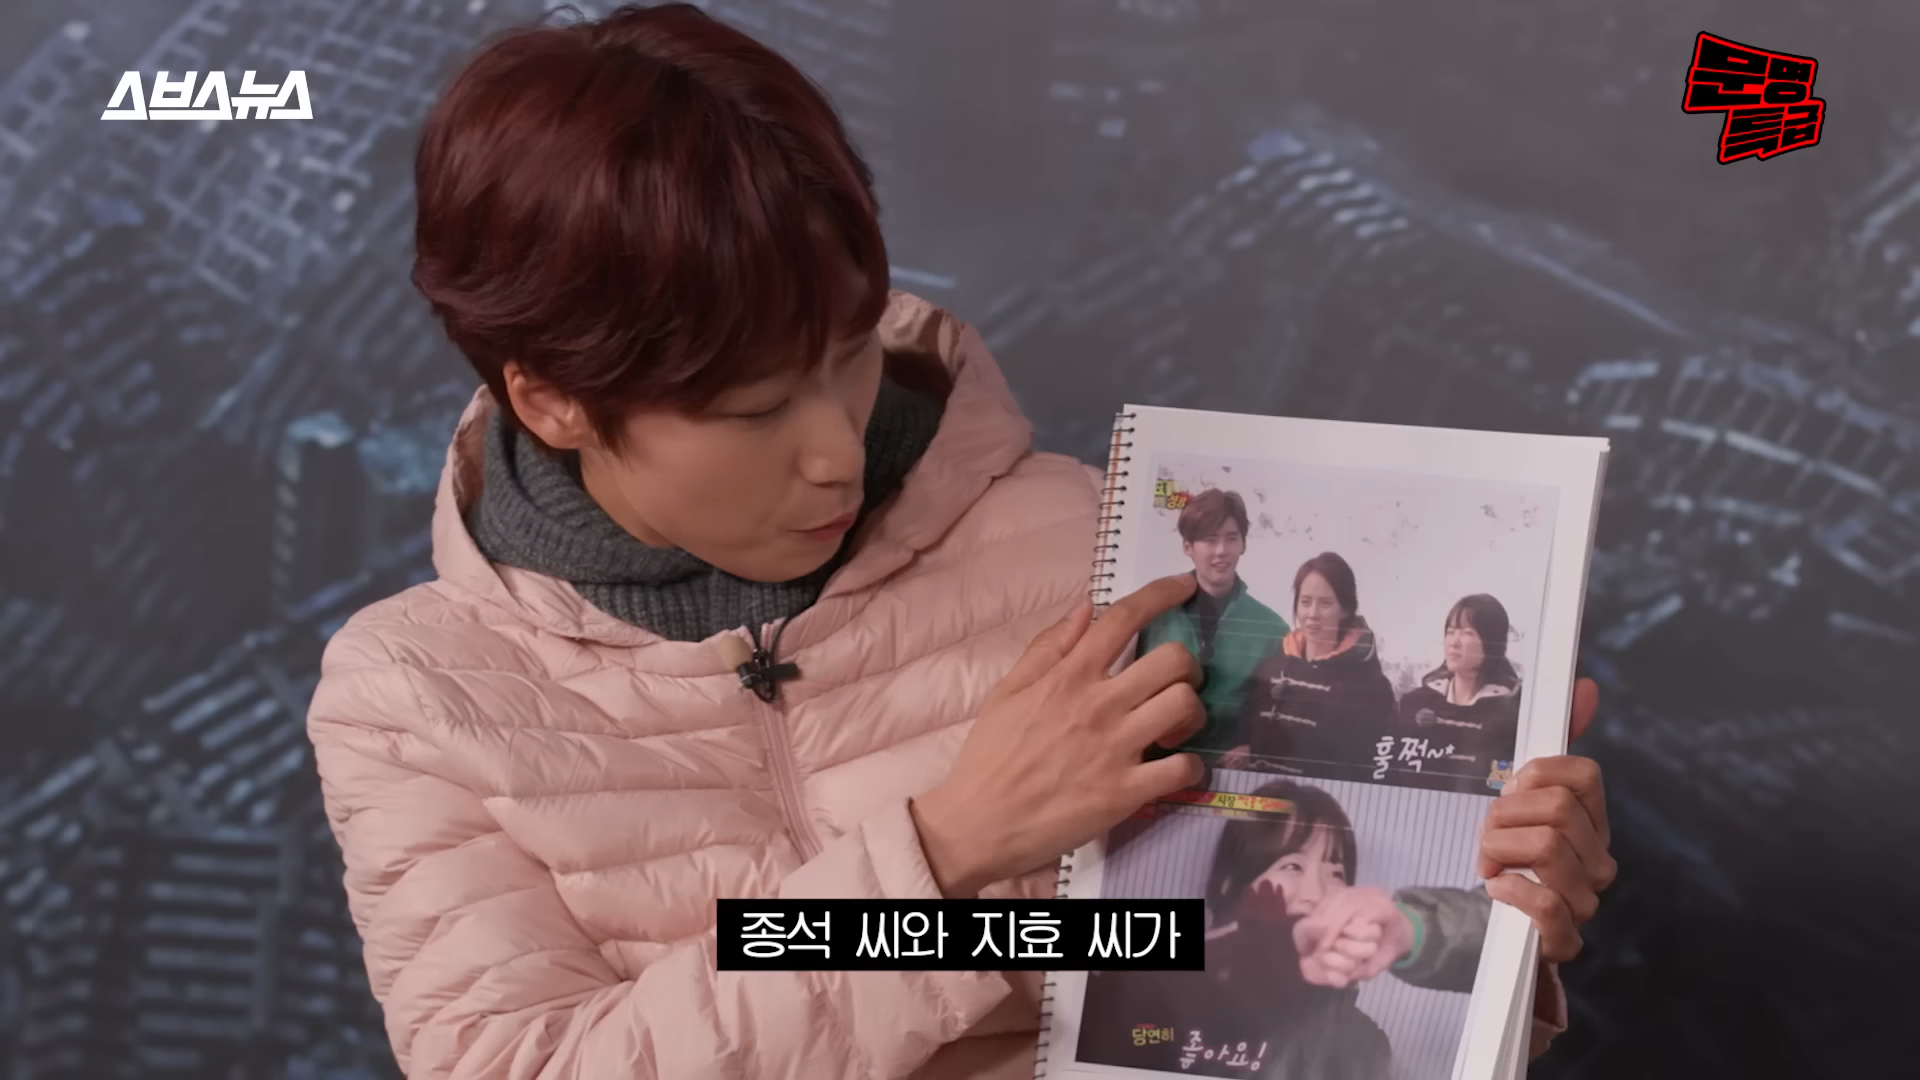 스브스뉴스
문명특급
훌쩍~*
종석 씨와 지효 씨가
당연히
좋아요!